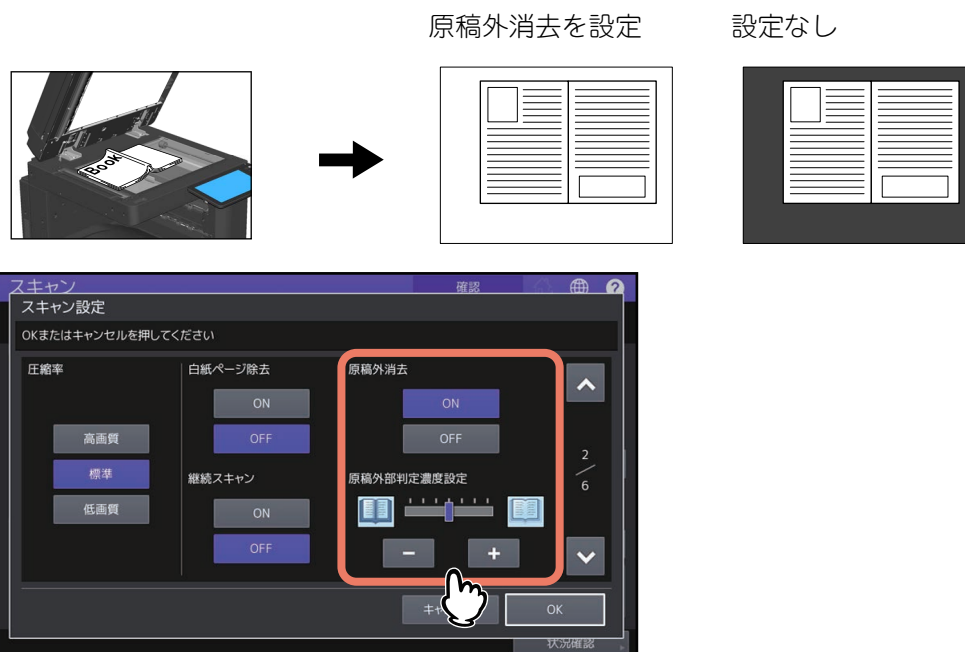 原稿外消去を設定
設定なし
Book
スキャン
確認
スキャン設定
OKまたはキャンセルを押してください
圧縮率
高画質
標準
低画質
白紙ページ除去
ON
OFF
継続スキャン
ON
OFF
原稿外消去
ON
OFF
原稿外部判定濃度設定
2
6
OK
状況確認